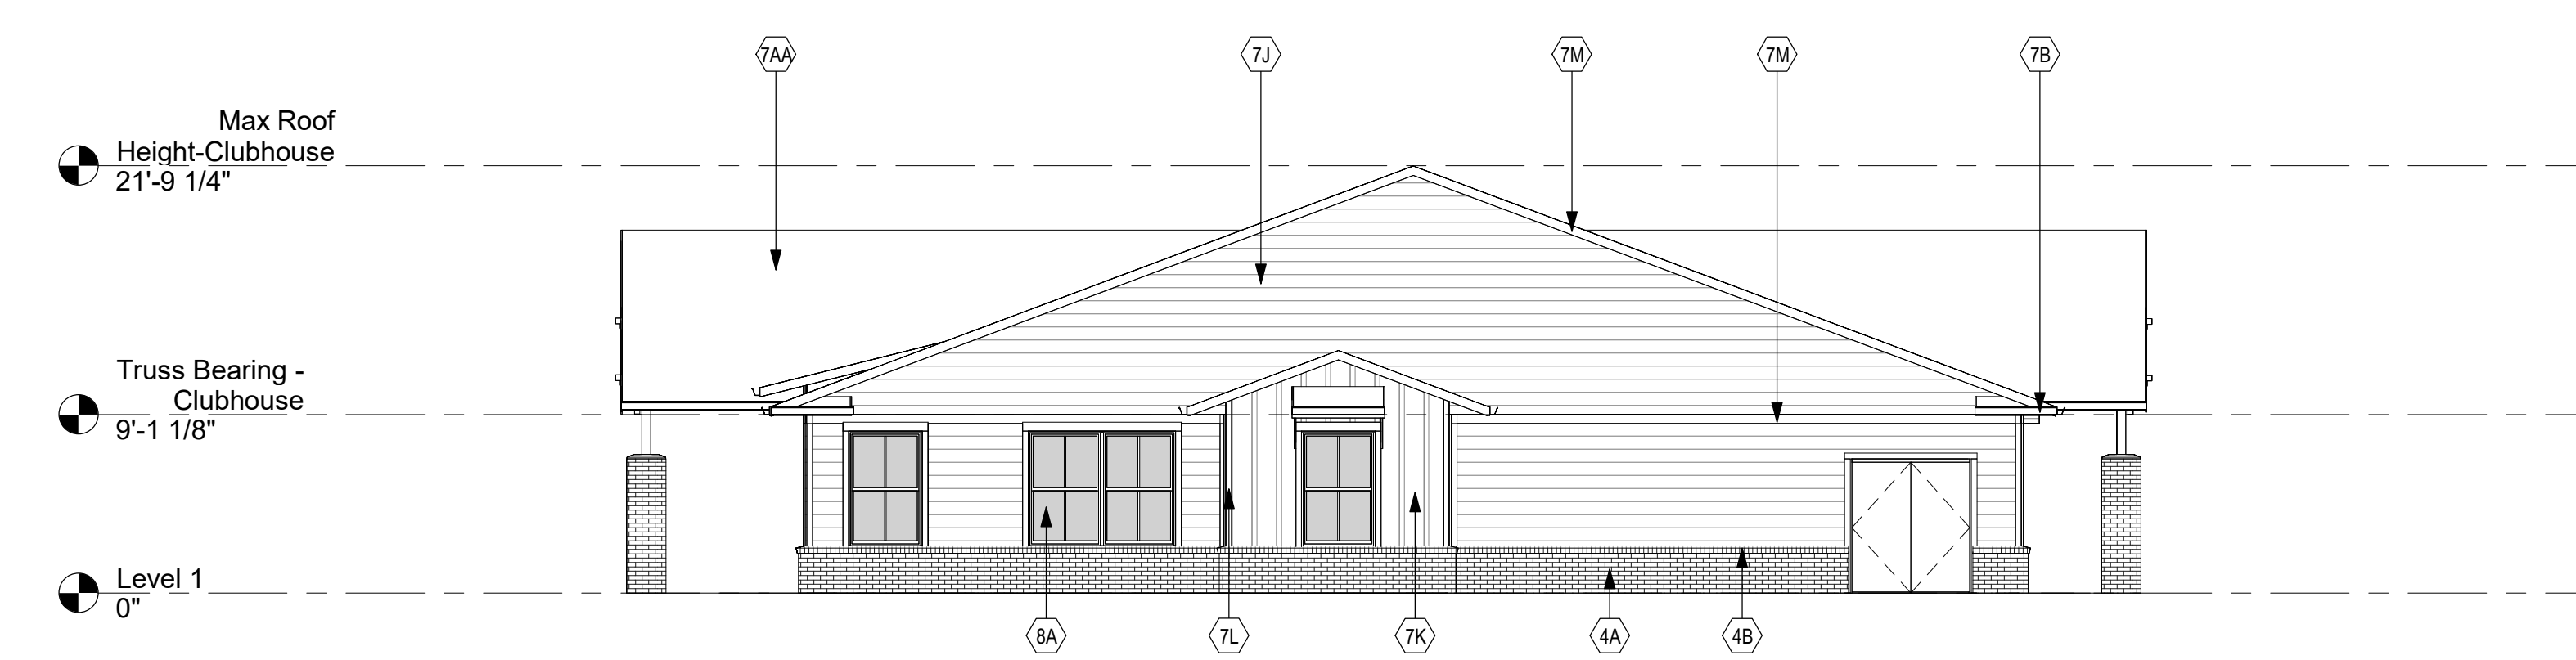 7AA
7J
7M
7M
7B
Max Roof
Height-Clubhouse
21'-9 1/4"
Truss Bearing -
Clubhouse
9'-1 1/8"
Level 1
0"
8A
7L
7K
4A
4B